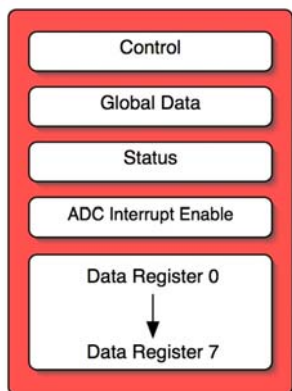 Control
Global Data
Status
ADC Interrupt Enable
Data Register 0
Data Register 7